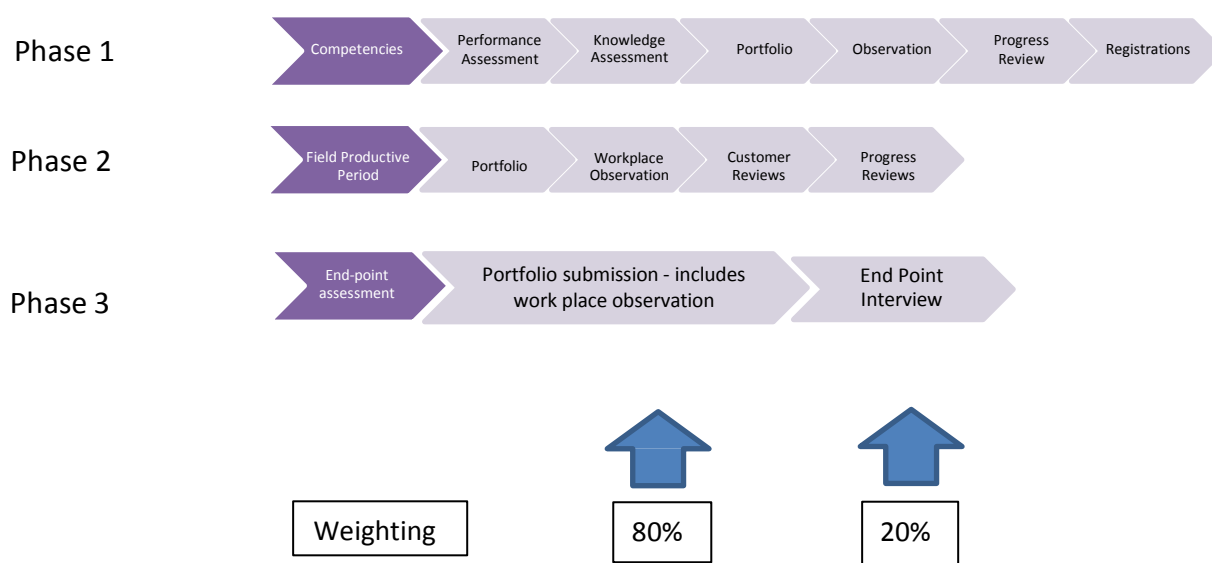 Phase 1
Competencies
Performance
Assessment
Knowledge
Assessment
Portfolio
Observation
Progress
Review
Registrations
Phase 2
Field Productive
Period
Portfolio
Workplace
Observation
Customer
Reviews
Progress
Reviews
Phase 3
End-point
assessment
Portfolio submission - includes
work place observation
End Point
Interview
Weighting
80%
20%